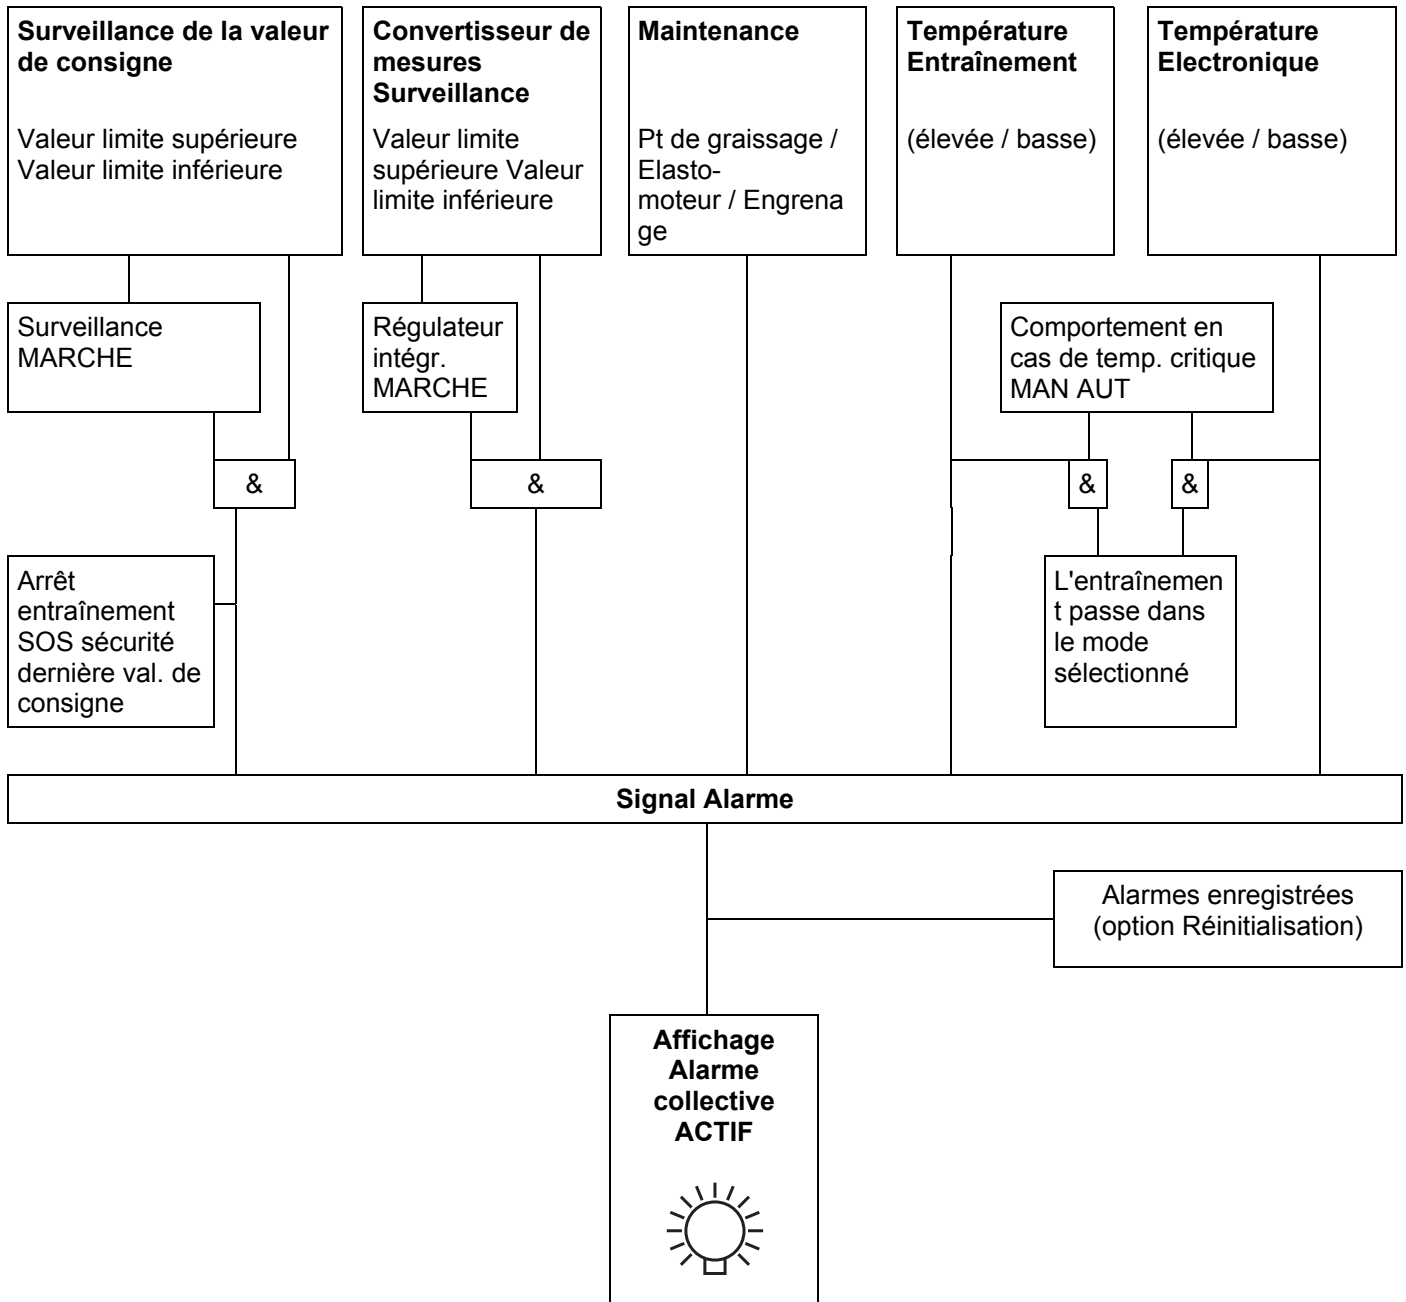 Surveillance de la valeur
de consigne
Valeur limite supérieure
Valeur limite inférieure
Convertisseur de
mesures
Surveillance
Valeur limite
supérieure Valeur
limite inférieure
Maintenance
Pt de graissage /
Elasto-
moteur / Engrena
ge
Température
Entraînement
(élevée / basse)
Température
Electronique
(élevée / basse)
Surveillance
MARCHE
Régulateur
intégr.
MARCHE
Comportement en
cas de temp. critique
MAN AUT
&
&
&
&
Arrêt
entraînement
SOS sécurité
dernière val. de
consigne
L'entraînemen
t passe dans
le mode
sélectionné
Signal Alarme
Alarmes enregistrées
(option Réinitialisation)
Affichage
Alarme
collective
ACTIF